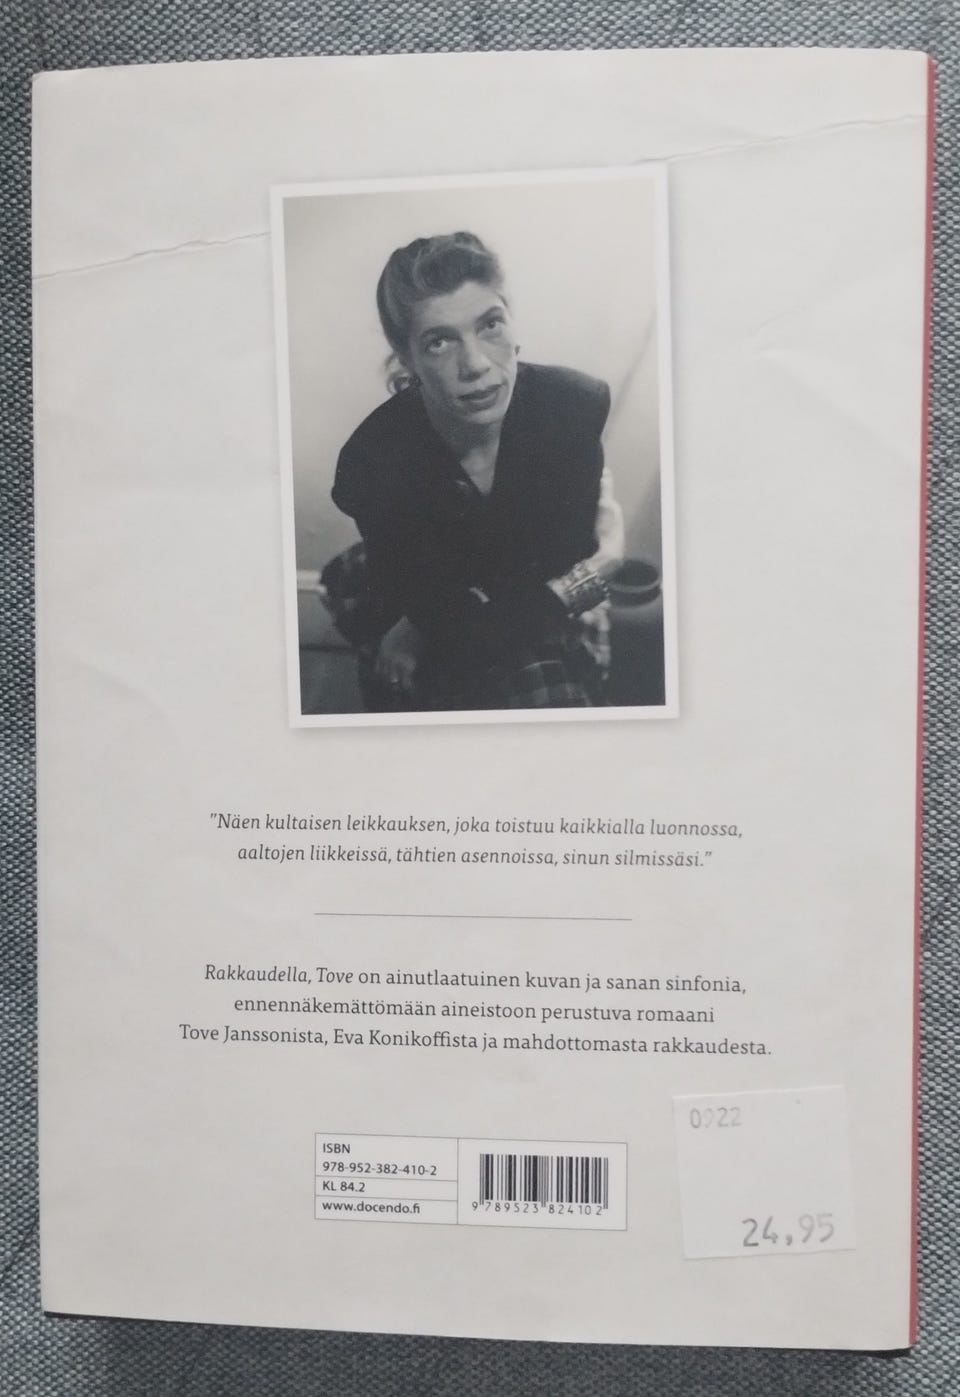 "Näen kultaisen leikkauksen, joka toistuu kaikkialla luonnossa,
aaltojen liikkeissä, tähtien asennoissa, sinun silmissäsi."
Rakkaudella, Tove on ainutlaatuinen kuvan ja sanan sinfonia,
ennennäkemättömään aineistoon perustuva romaani
Tove Janssonista, Eva Konikoffista ja mahdottomasta rakkaudesta.
ISBN
978-952-382-410-2
KL 84.2
www.docendo.fi
9 789523 824102
0922
24,95